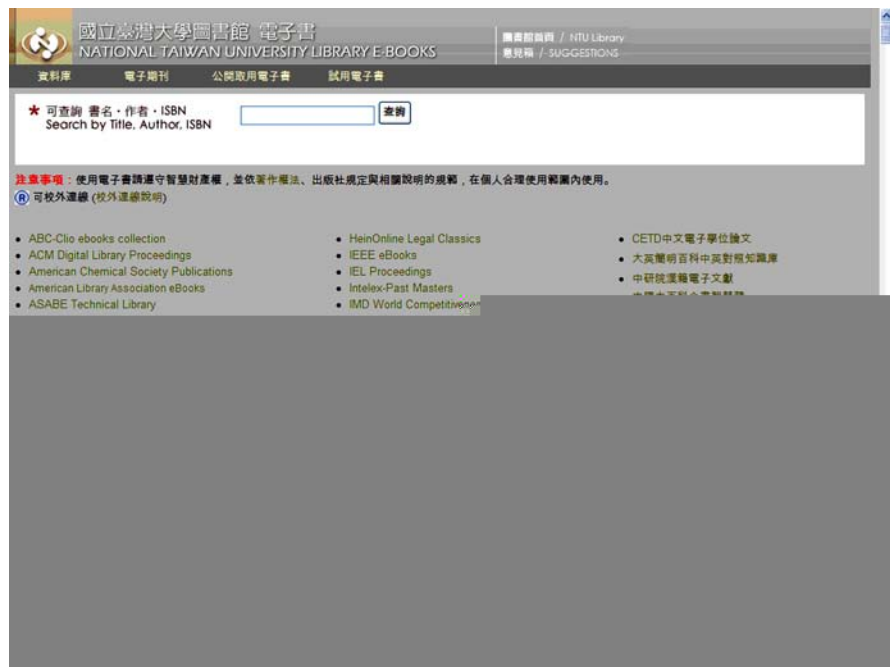 國立臺灣大學圖書館 電子書
NATIONAL TAIWAN UNIVERSITY LIBRARY E-BOOKS
圖書館首頁 / NTU Library
意見箱 / SUGGESTIONS
資料庫 電子期刊 公開取用電子書 試用電子書
* 可查詢 書名・作者・ISBN
Search by Title, Author, ISBN
查詢
注意事項：使用電子書請遵守智慧財產權，並依著作權法、出版社規定與相關說明的規範，在個人合理使用範圍內使用。
R 可校外連線 (校外連線說明)
• ABC-Clio ebooks collection
• ACM Digital Library Proceedings
• American Chemical Society Publications
• American Library Association eBooks
• ASABE Technical Library
• HeinOnline Legal Classics
• IEEE eBooks
• IEL Proceedings
• Intelex-Past Masters
• IMD World
• CETD中文電子學位論文
• 大英簡明百科中英對照知識庫
• 中研院漢籍電子文獻